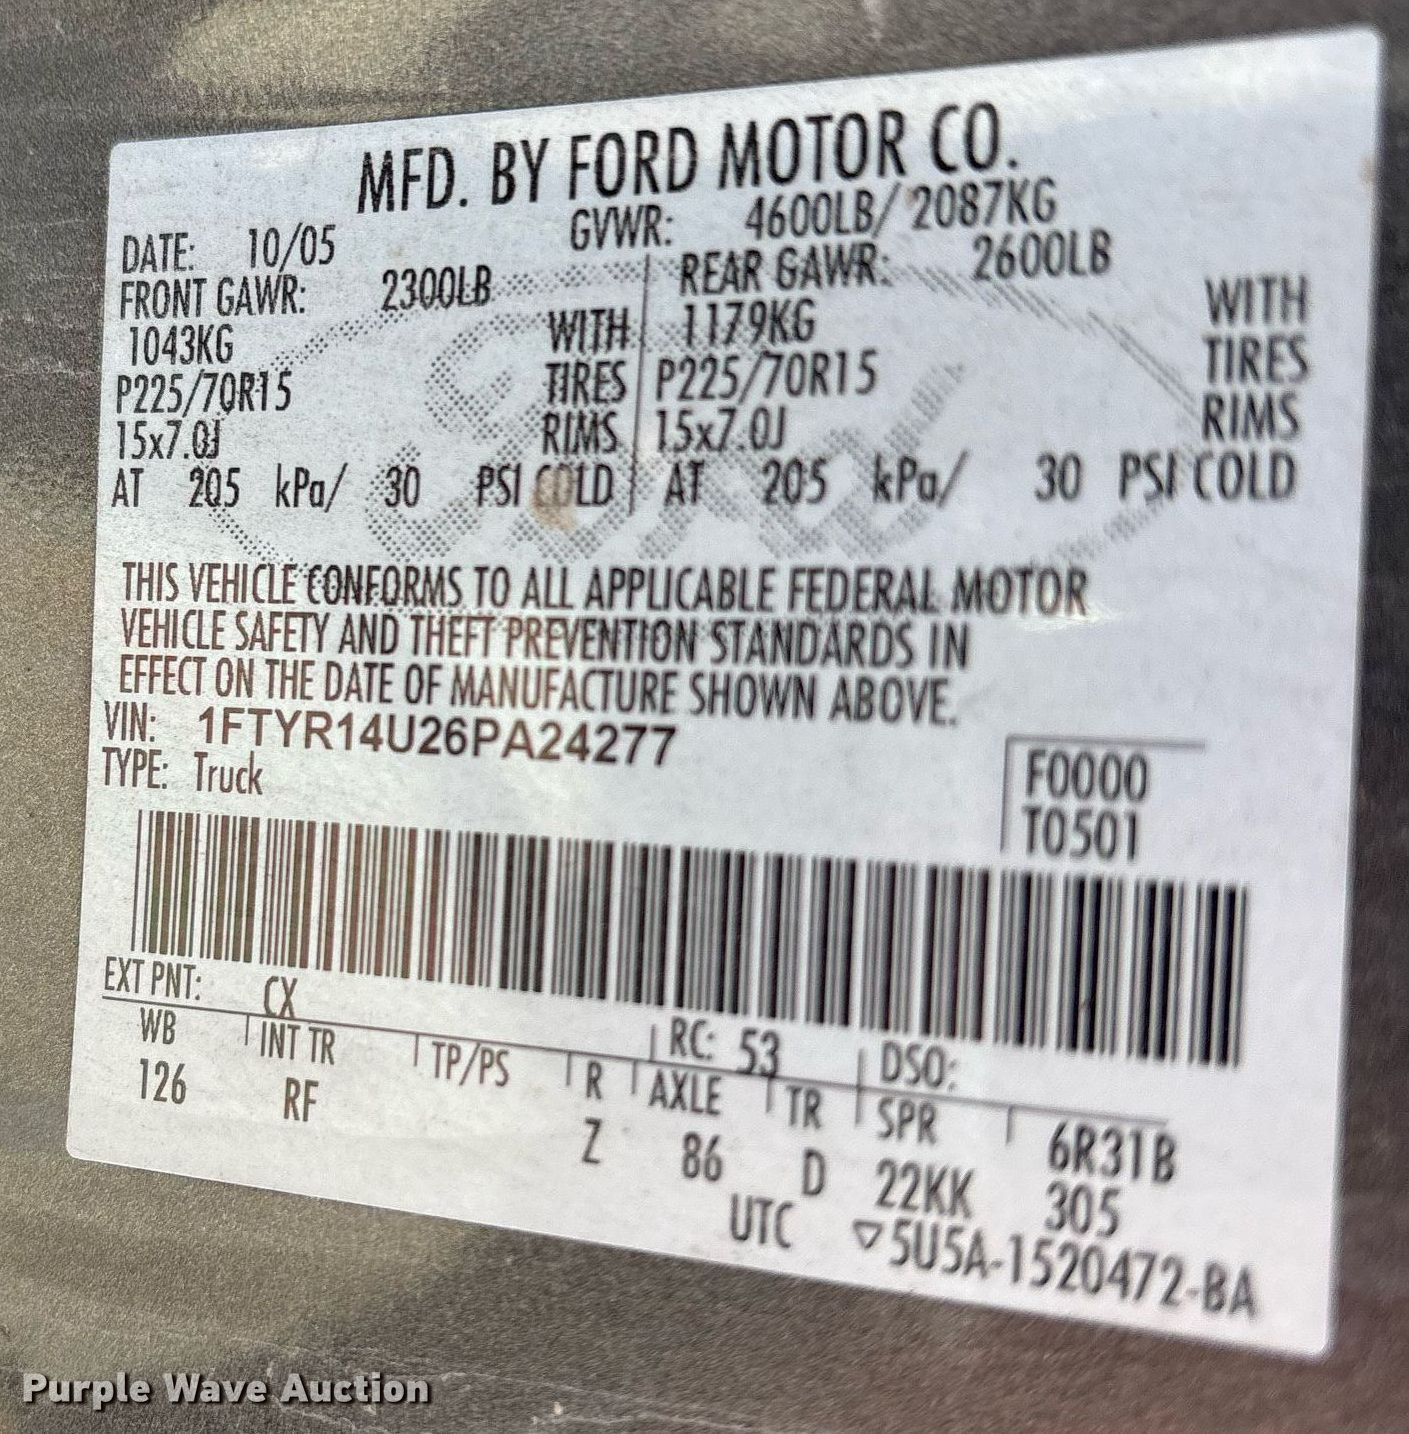 MFD. BY FORD MOTOR CO.
DATE: 10/05 GVWR: 4600LB/ 2087KG
FRONT GAWR: 2300LB REAR GAWR: 2600LB
1043KG WITH 1179KG WITH
P225/70R15 TIRES P225/70R15 TIRES
15x7.0J RIMS 15x7.0J RIMS
AT 205 kPa/ 30 PSI COLD AT 205 kPa/ 30 PSI COLD
Ford
THIS VEHICLE CONFORMS TO ALL APPLICABLE FEDERAL MOTOR
VEHICLE SAFETY AND THEFT PREVENTION STANDARDS IN
EFFECT ON THE DATE OF MANUFACTURE SHOWN ABOVE.
VIN: 1FTYR14U26PA24277
TYPE: Truck
F0000
T0501
EXT PNT: CX RC: 53 DSO:
WB INT TR TP/PS R AXLE TR SPR 6R31B
126 RF Z 86 D 22KK 305
UTC ▽5U5A-1520472-BA
Purple Wave Auction